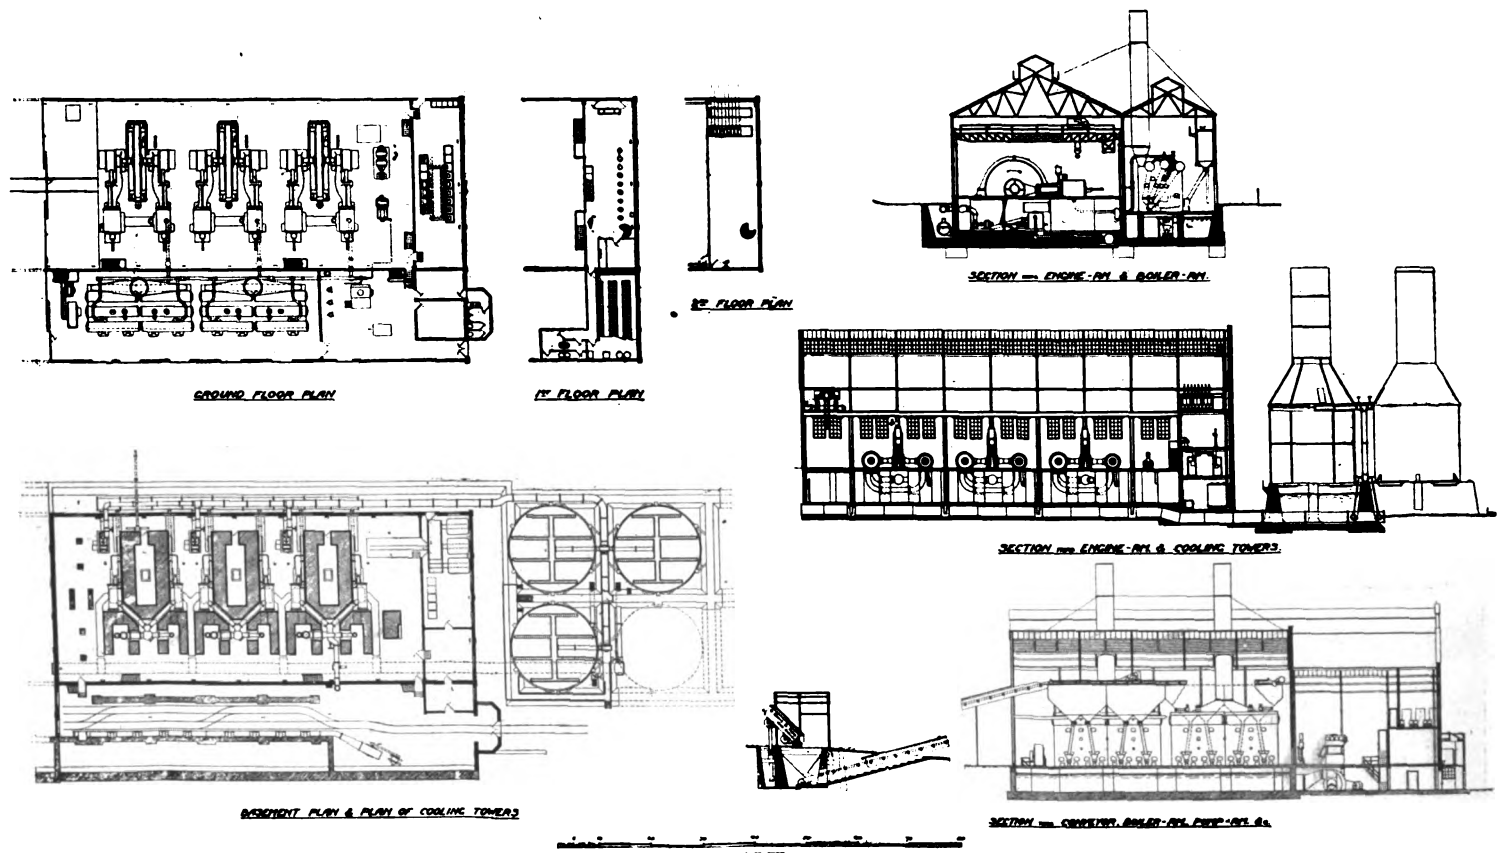 SECTION THRO ENGINE-RM. & BOILER-RM.
2ND FLOOR PLAN
GROUND FLOOR PLAN
1ST FLOOR PLAN
SECTION THRO ENGINE-RM. & COOLING TOWERS.
BASEMENT PLAN & PLAN OF COOLING TOWERS
SECTION THRO CONVEYOR, BOILER-RM. PUMP-RM. &c.